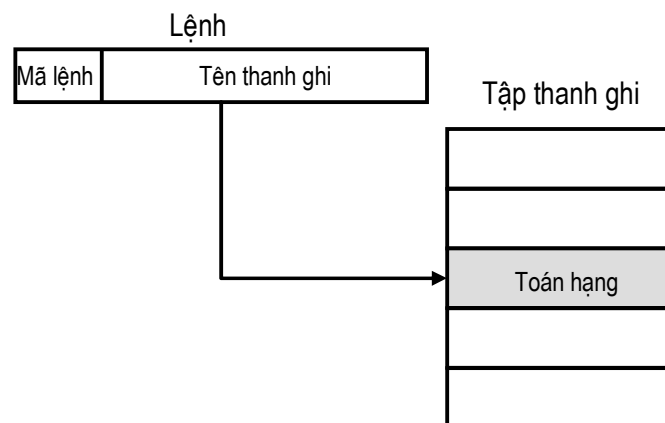 Lệnh
Mã lệnh
Tên thanh ghi
Tập thanh ghi
Toán hạng